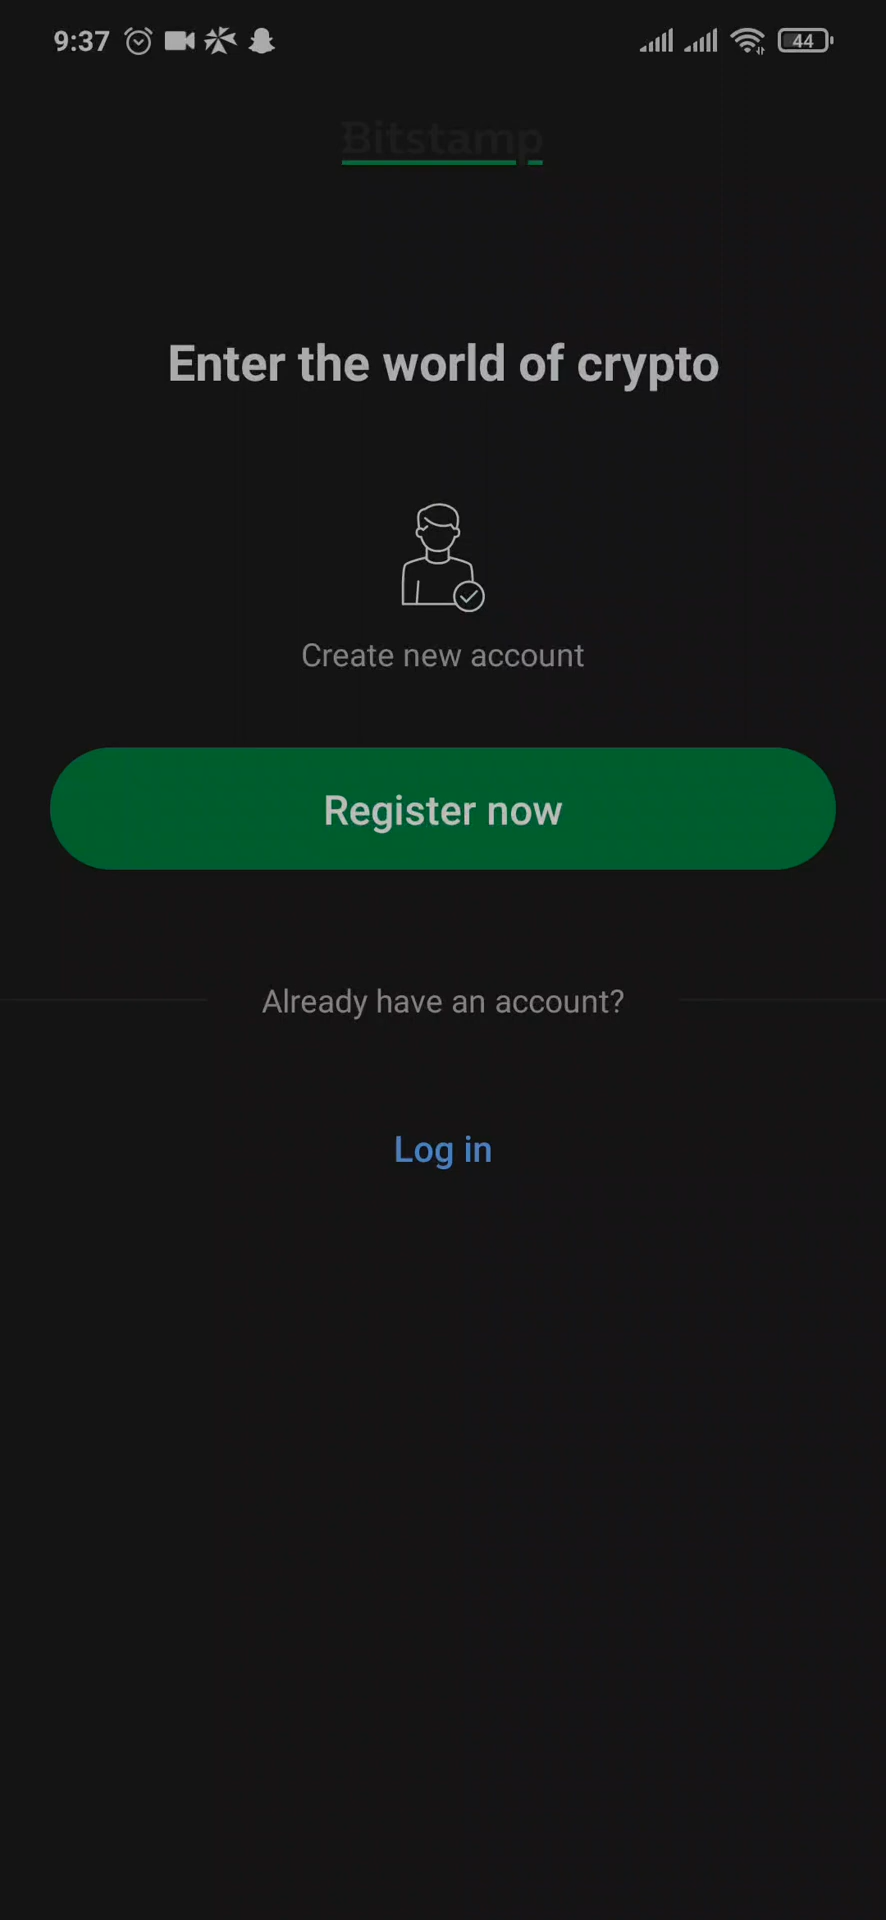 9:37
44
Bitstamp
Enter the world of crypto
Create new account
Register now
Already have an account?
Log in